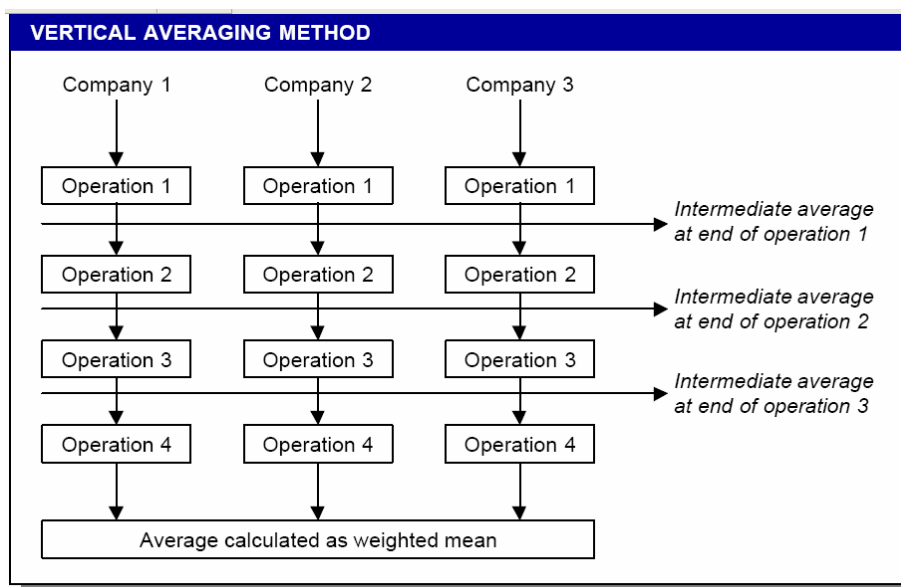 VERTICAL AVERAGING METHOD
Company 1
Company 2
Company 3
Operation 1
Operation 1
Operation 1
Intermediate average
at end of operation 1
Operation 2
Operation 2
Operation 2
Intermediate average
at end of operation 2
Operation 3
Operation 3
Operation 3
Intermediate average
at end of operation 3
Operation 4
Operation 4
Operation 4
Average calculated as weighted mean